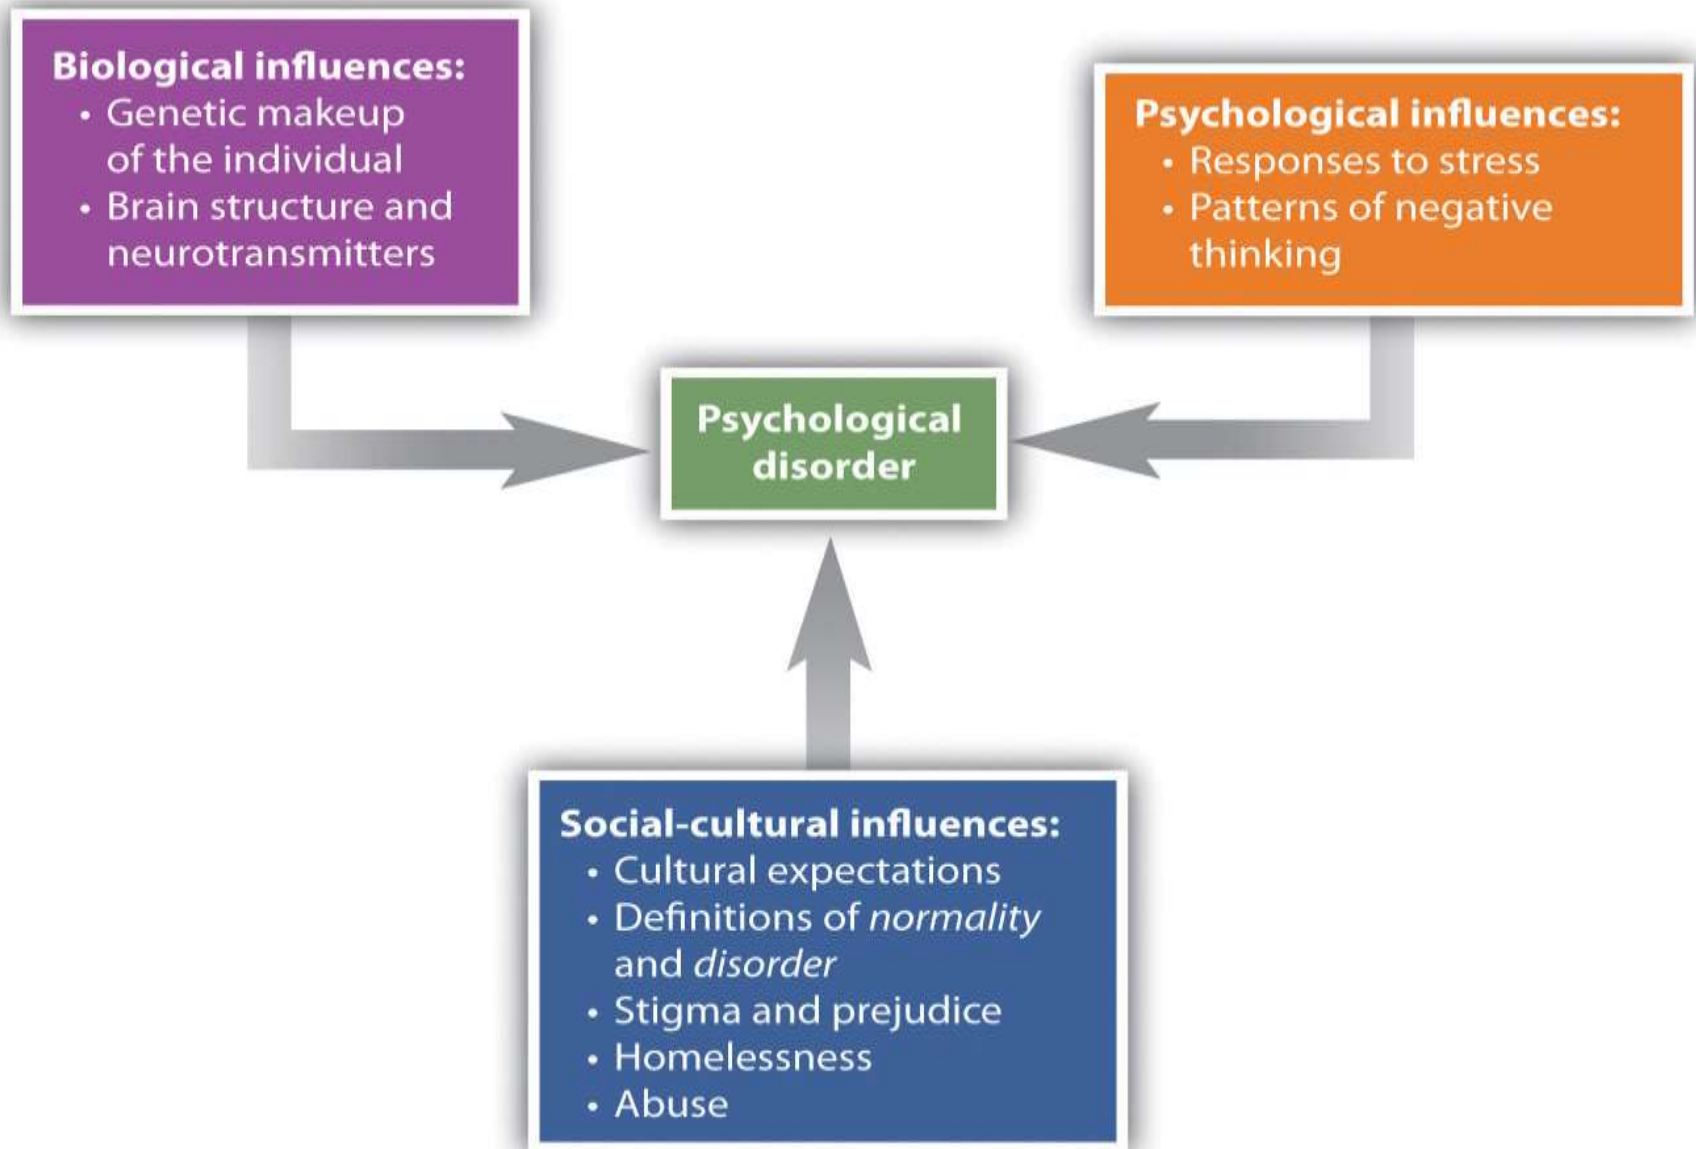 Biological influences:
• Genetic makeup
of the individual
• Brain structure and
neurotransmitters
Psychological influences:
• Responses to stress
• Patterns of negative
thinking
Psychological
disorder
Social-cultural influences:
• Cultural expectations
• Definitions of normality
and disorder
• Stigma and prejudice
• Homelessness
• Abuse